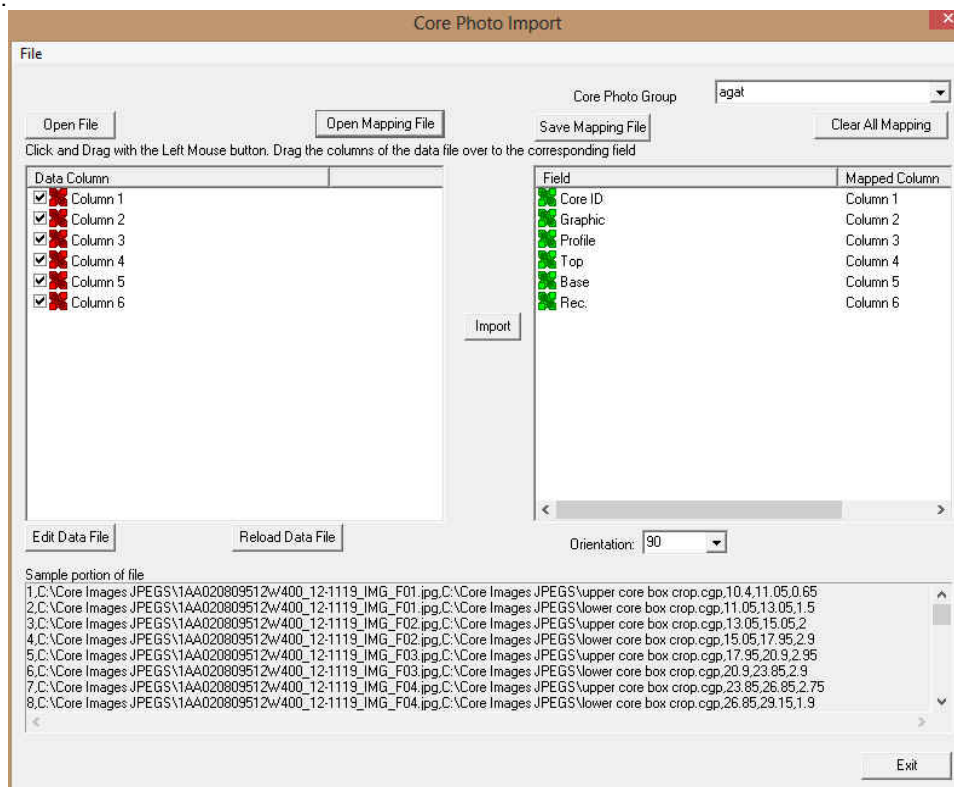 .
Core Photo Import
File
Core Photo Group agat
Open File Open Mapping File Save Mapping File Clear All Mapping
Click and Drag with the Left Mouse button. Drag the columns of the data file over to the corresponding field
Data Column Field Mapped Column
Column 1 Core ID Column 1
Column 2 Graphic Column 2
Column 3 Profile Column 3
Column 4 Top Column 4
Column 5 Base Column 5
Column 6 Rec. Column 6
Import
Edit Data File Reload Data File Orientation: 90
Sample portion of file
1,C:\Core Images JPEGS\1AA020809512W400_12-1119_IMG_F01.jpg,C:\Core Images JPEGS\upper core box crop.cgp,10.4,11.05,0.65
2,C:\Core Images JPEGS\1AA020809512W400_12-1119_IMG_F01.jpg,C:\Core Images JPEGS\lower core box crop.cgp,11.05,13.05,1.5
3,C:\Core Images JPEGS\1AA020809512W400_12-1119_IMG_F02.jpg,C:\Core Images JPEGS\upper core box crop.cgp,13.05,15.05,2
4,C:\Core Images JPEGS\1AA020809512W400_12-1119_IMG_F02.jpg,C:\Core Images JPEGS\lower core box crop.cgp,15.05,17.95,2.9
5,C:\Core Images JPEGS\1AA020809512W400_12-1119_IMG_F03.jpg,C:\Core Images JPEGS\upper core box crop.cgp,17.95,20.9,2.95
6,C:\Core Images JPEGS\1AA020809512W400_12-1119_IMG_F03.jpg,C:\Core Images JPEGS\lower core box crop.cgp,20.9,23.85,2.9
7,C:\Core Images JPEGS\1AA020809512W400_12-1119_IMG_F04.jpg,C:\Core Images JPEGS\upper core box crop.cgp,23.85,26.85,2.75
8,C:\Core Images JPEGS\1AA020809512W400_12-1119_IMG_F04.jpg,C:\Core Images JPEGS\lower core box crop.cgp,26.85,29.15,1.9
Exit